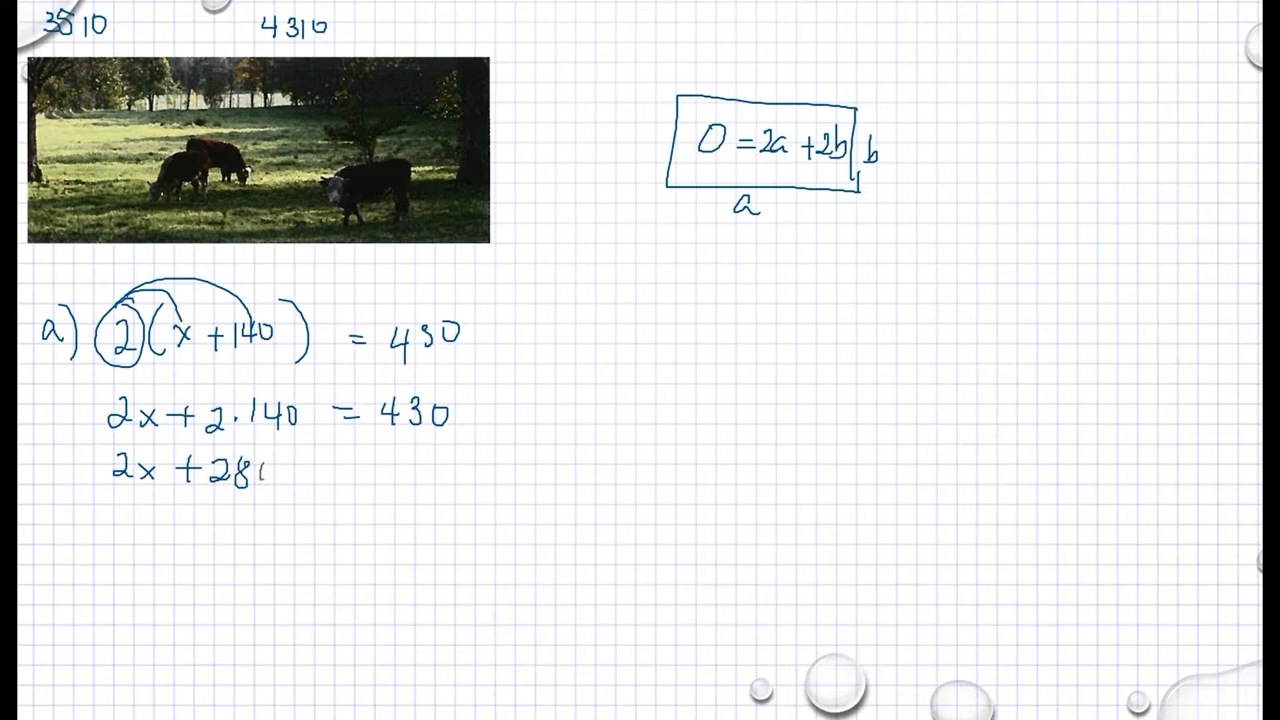 3510 4310
O = 2a + 2b b
a
a) 2(x + 140) = 430
2x + 2.140 = 430
2x + 28